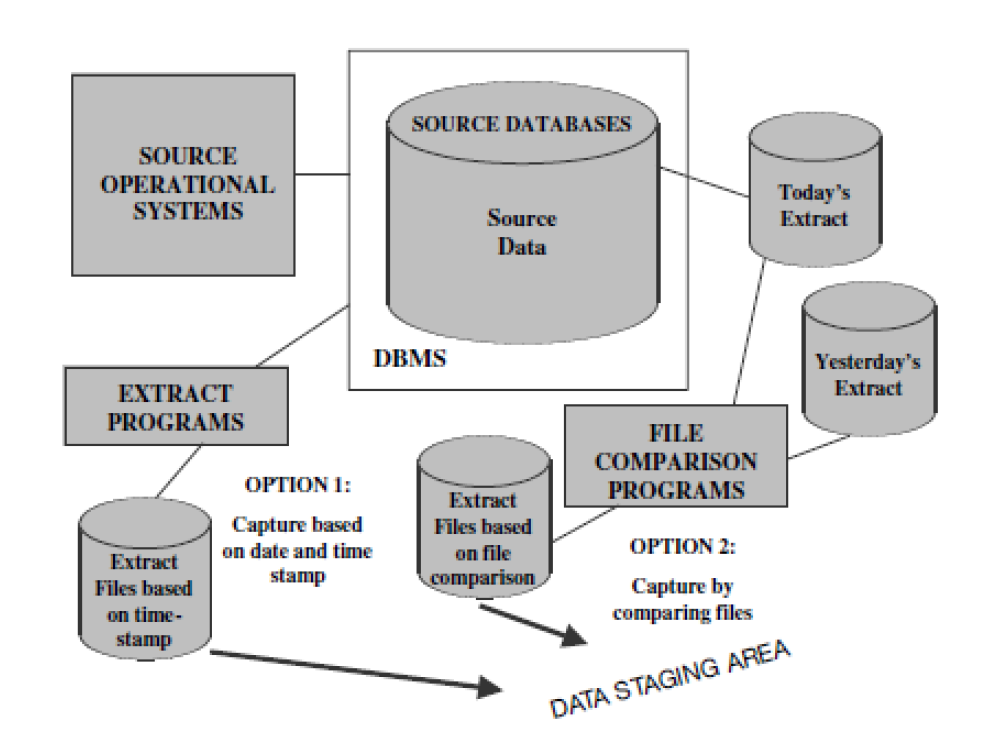 SOURCE
OPERATIONAL
SYSTEMS
SOURCE DATABASES
Source
Data
DBMS
Today's
Extract
Yesterday's
Extract
EXTRACT
PROGRAMS
FILE
COMPARISON
PROGRAMS
OPTION 1:
Capture based
on date and time
stamp
Extract
Files based
on time-
stamp
Extract
Files based
on file
comparison
OPTION 2:
Capture by
comparing files
DATA STAGING AREA